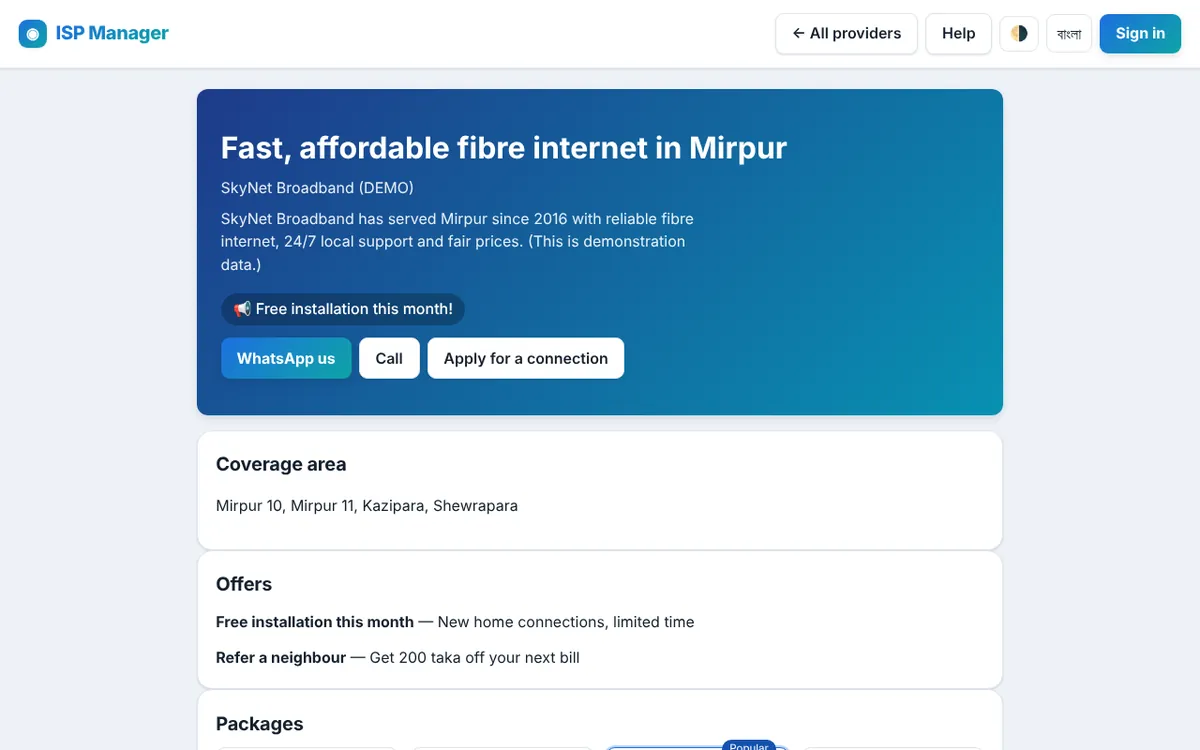 ISP Manager
← All providers
Help
বাংলা
Sign in
Fast, affordable fibre internet in Mirpur
SkyNet Broadband (DEMO)
SkyNet Broadband has served Mirpur since 2016 with reliable fibre
internet, 24/7 local support and fair prices. (This is demonstration
data.)
📢 Free installation this month!
WhatsApp us
Call
Apply for a connection
Coverage area
Mirpur 10, Mirpur 11, Kazipara, Shewrapara
Offers
Free installation this month — New home connections, limited time
Refer a neighbour — Get 200 taka off your next bill
Packages
Popular